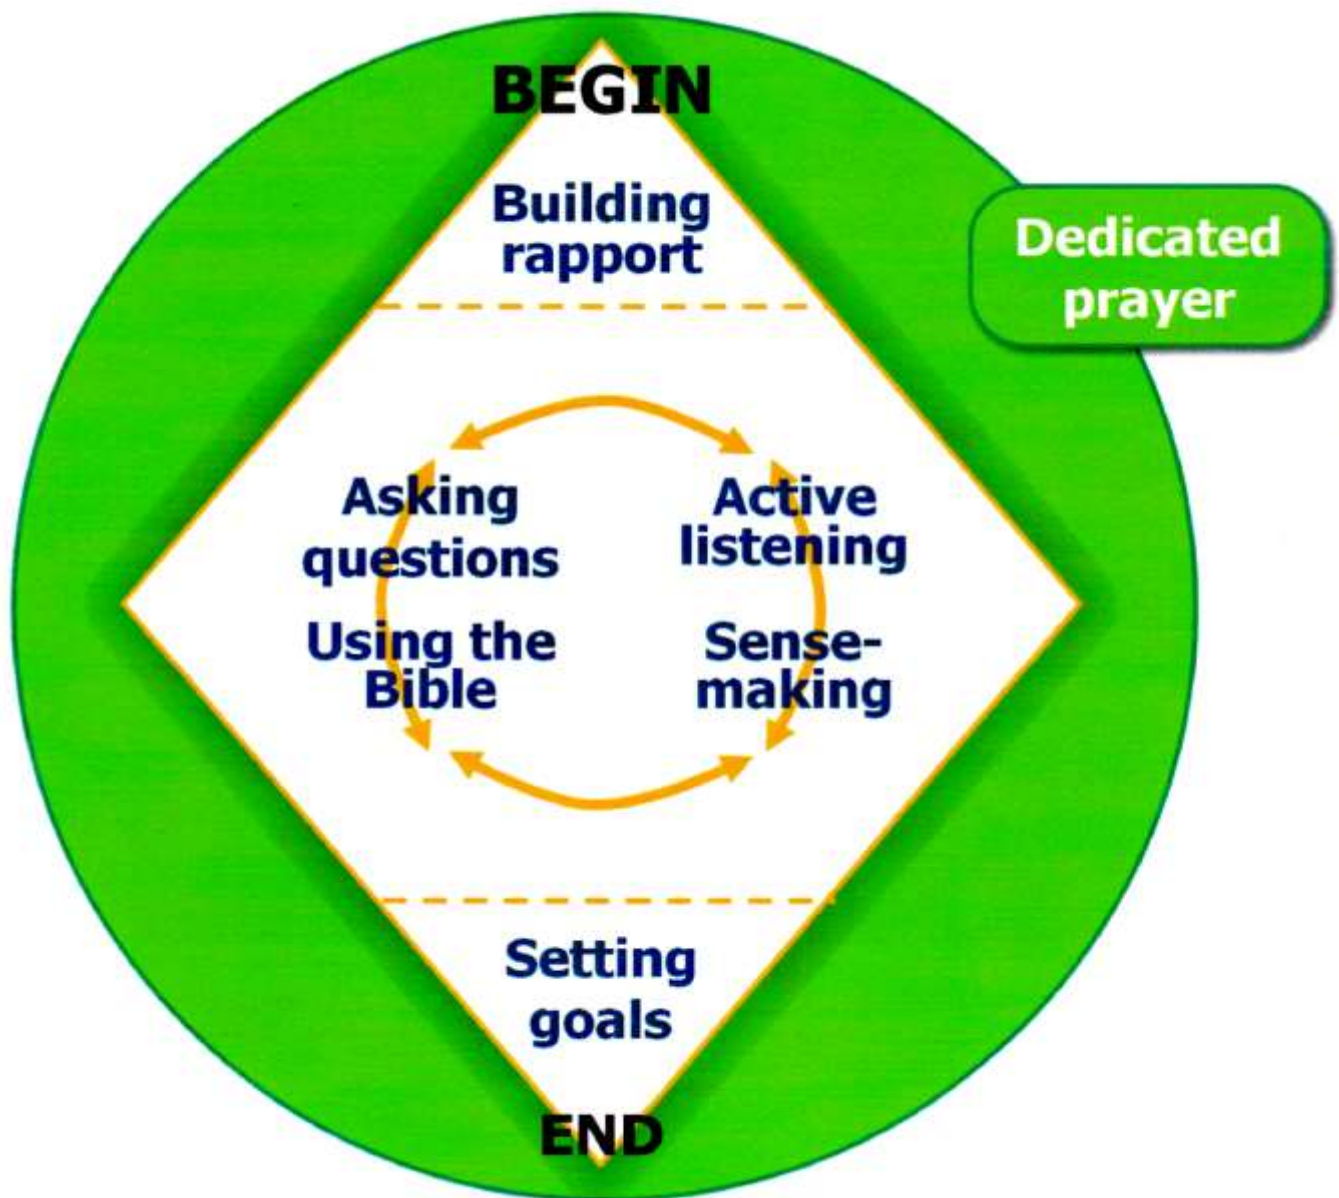 BEGIN
Building
rapport
Dedicated
prayer
Asking
questions
Active
listening
Using the
Bible
Sense-
making
Setting
goals
END